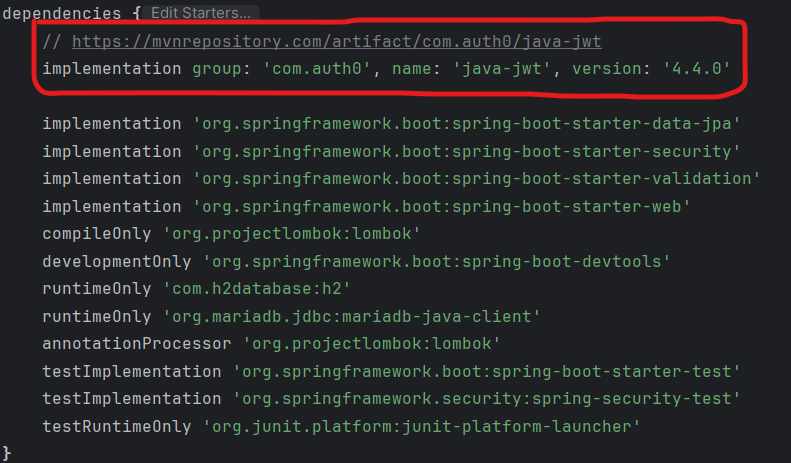 dependencies { Edit Starters...
// https://mvnrepository.com/artifact/com.auth0/java-jwt
implementation group: 'com.auth0', name: 'java-jwt', version: '4.4.0'
implementation 'org.springframework.boot:spring-boot-starter-data-jpa'
implementation 'org.springframework.boot:spring-boot-starter-security'
implementation 'org.springframework.boot:spring-boot-starter-validation'
implementation 'org.springframework.boot:spring-boot-starter-web'
compileOnly 'org.projectlombok:lombok'
developmentOnly 'org.springframework.boot:spring-boot-devtools'
runtimeOnly 'com.h2database:h2'
runtimeOnly 'org.mariadb.jdbc:mariadb-java-client'
annotationProcessor 'org.projectlombok:lombok'
testImplementation 'org.springframework.boot:spring-boot-starter-test'
testImplementation 'org.springframework.security:spring-security-test'
testRuntimeOnly 'org.junit.platform:junit-platform-launcher'
}